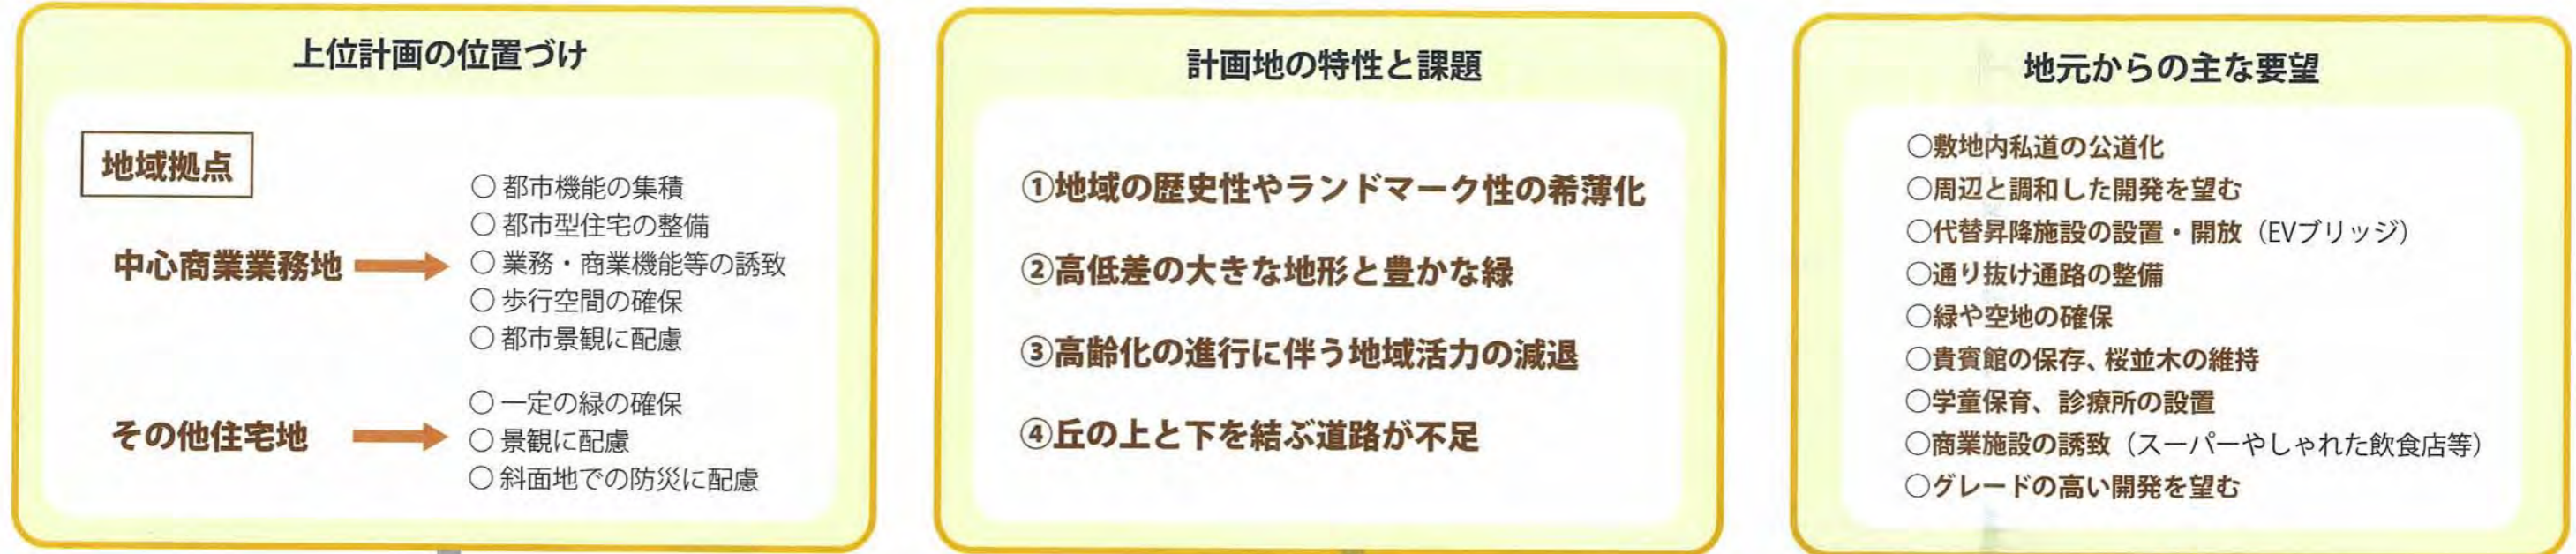 上位計画の位置づけ
地域拠点
中心商業業務地
○ 都市機能の集積
○ 都市型住宅の整備
○ 業務・商業機能等の誘致
○ 歩行空間の確保
○ 都市景観に配慮
その他住宅地
○ 一定の緑の確保
○ 景観に配慮
○ 斜面地での防災に配慮
計画地の特性と課題
①地域の歴史性やランドマーク性の希薄化
②高低差の大きな地形と豊かな緑
③高齢化の進行に伴う地域活力の減退
④丘の上と下を結ぶ道路が不足
地元からの主な要望
○敷地内私道の公道化
○周辺と調和した開発を望む
○代替昇降施設の設置・開放（EVブリッジ）
○通り抜け通路の整備
○緑や空地の確保
○貴賓館の保存、桜並木の維持
○学童保育、診療所の設置
○商業施設の誘致（スーパーやしゃれた飲食店等）
○グレードの高い開発を望む